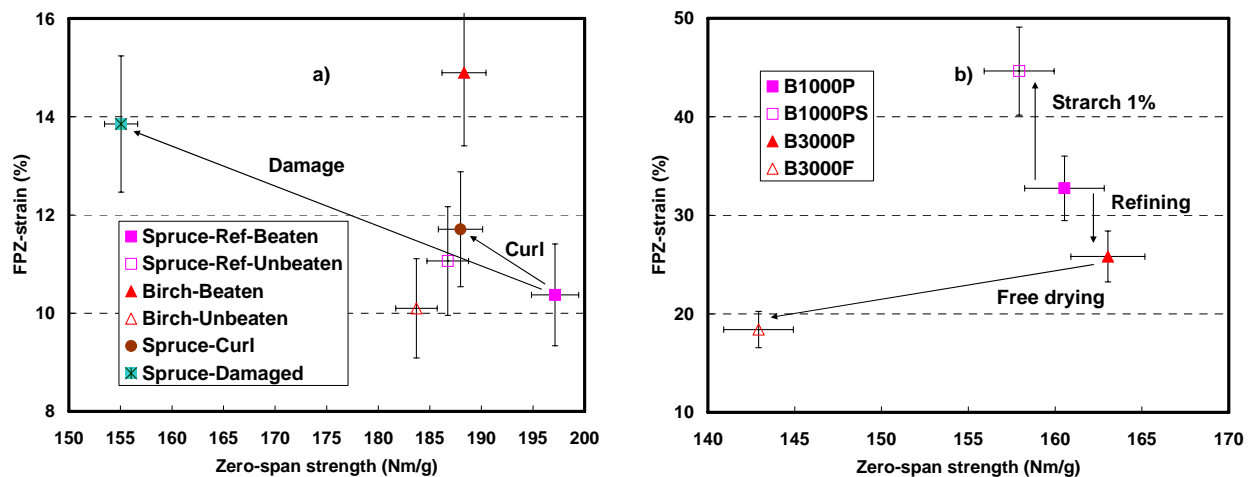 16
14
12
10
8
FPZ-strain (%)
a)
Damage
Curl
Spruce-Ref-Beaten
Spruce-Ref-Unbeaten
Birch-Beaten
Birch-Unbeaten
Spruce-Curl
Spruce-Damaged
150 155 160 165 170 175 180 185 190 195 200
Zero-span strength (Nm/g)
50
40
30
20
10
FPZ-strain (%)
b)
B1000P
B1000PS
B3000P
B3000F
Strarch 1%
Refining
Free drying
140 145 150 155 160 165 170
Zero-span strength (Nm/g)